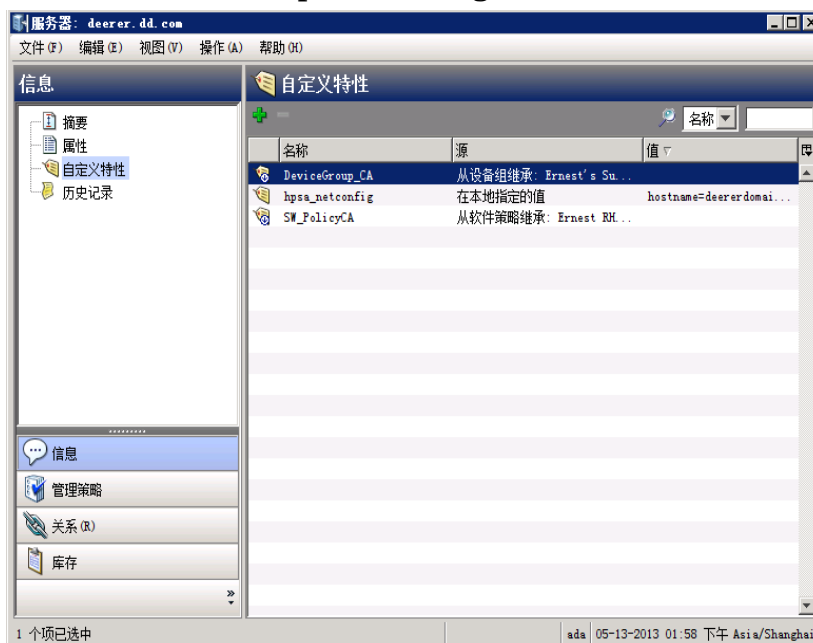 服务器: deerer.dd.com
文件(F) 编辑(E) 视图(V) 操作(A) 帮助(H)
信息
摘要
属性
自定义特性
历史记录
信息
管理策略
关系(R)
库存
自定义特性
名称
名称 源 值
DeviceGroup_CA 从设备组继承: Ernest's Su...
hpsa_netconfig 在本地指定的值 hostname=deererdomai...
SW_PolicyCA 从软件策略继承: Ernest RH...
1 个项已选中 ada 05-13-2013 01:58 下午 Asia/Shanghai